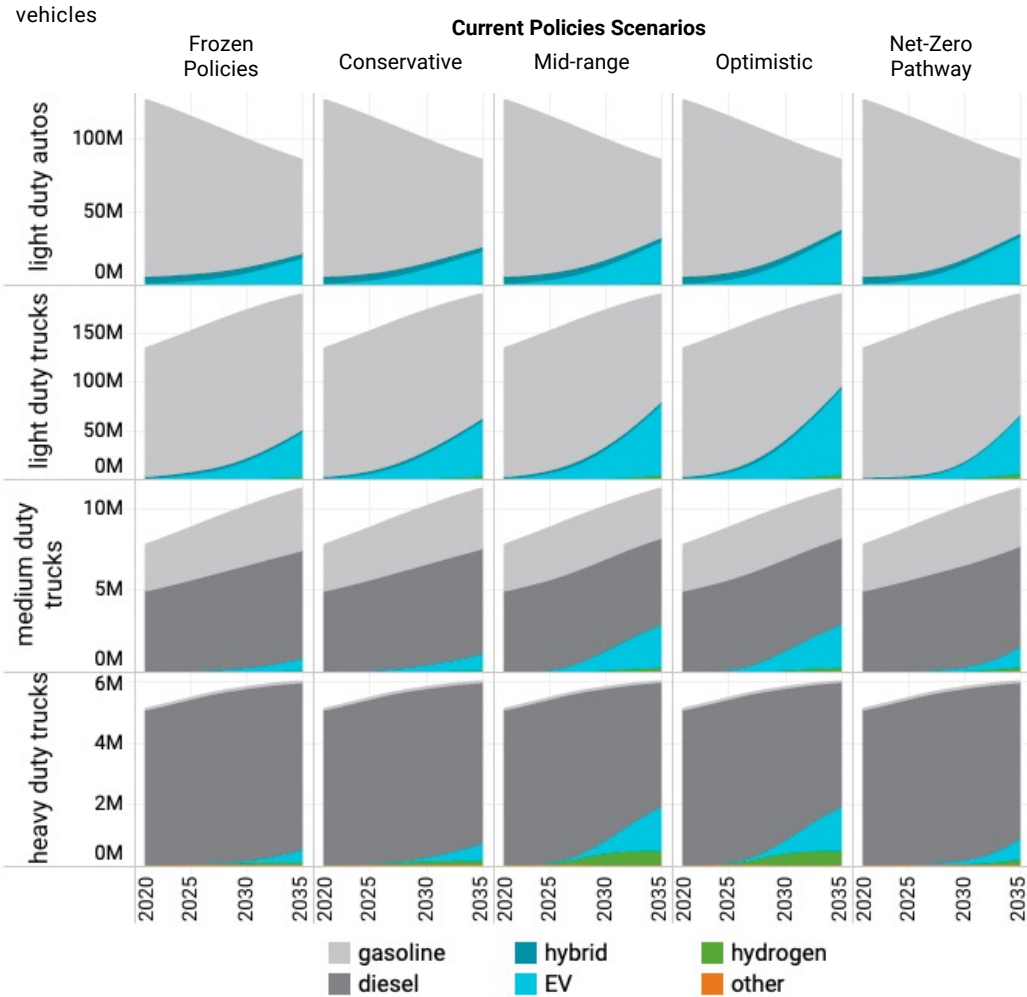 vehicles
Current Policies Scenarios
Frozen
Policies
Conservative
Mid-range
Optimistic
Net-Zero
Pathway
light duty autos
100M
50M
0M
light duty trucks
150M
100M
50M
0M
medium duty
trucks
10M
5M
0M
heavy duty trucks
6M
4M
2M
0M
2020 2025 2030 2035 2020 2025 2030 2035 2020 2025 2030 2035 2020 2025 2030 2035 2020 2025 2030 2035
gasoline hybrid hydrogen
diesel EV other